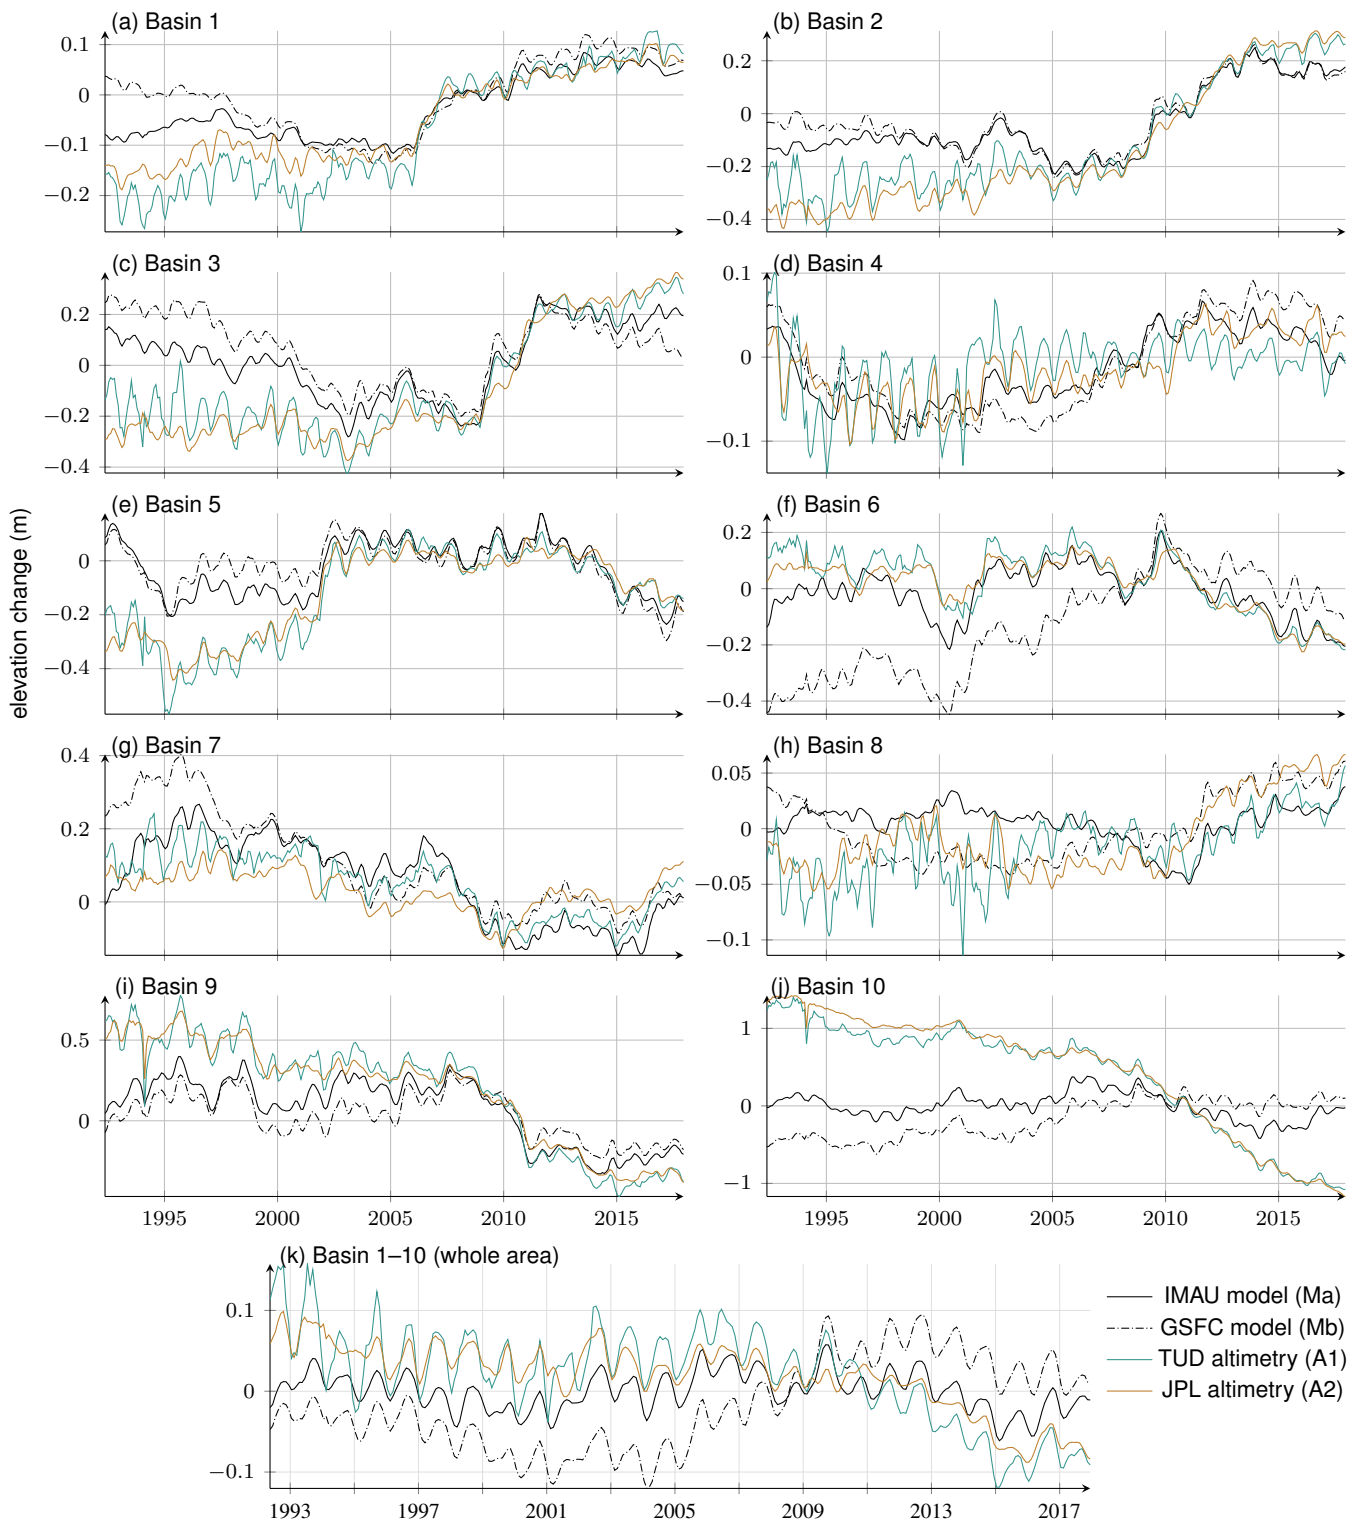 (a) Basin 1
(b) Basin 2
0.1
0
−0.1
−0.2
0.2
0
−0.2
−0.4
(c) Basin 3
(d) Basin 4
0.2
0
−0.2
−0.4
0.1
0
−0.1
elevation change (m)
(e) Basin 5
(f) Basin 6
0
−0.2
−0.4
0.2
0
−0.2
−0.4
(g) Basin 7
(h) Basin 8
0.4
0.2
0
0.05
0
−0.05
−0.1
(i) Basin 9
(j) Basin 10
0.5
0
1
0
−1
1995 2000 2005 2010 2015
1995 2000 2005 2010 2015
(k) Basin 1–10 (whole area)
0.1
0
−0.1
1993 1997 2001 2005 2009 2013 2017
IMAU model (Ma)
GSFC model (Mb)
TUD altimetry (A1)
JPL altimetry (A2)